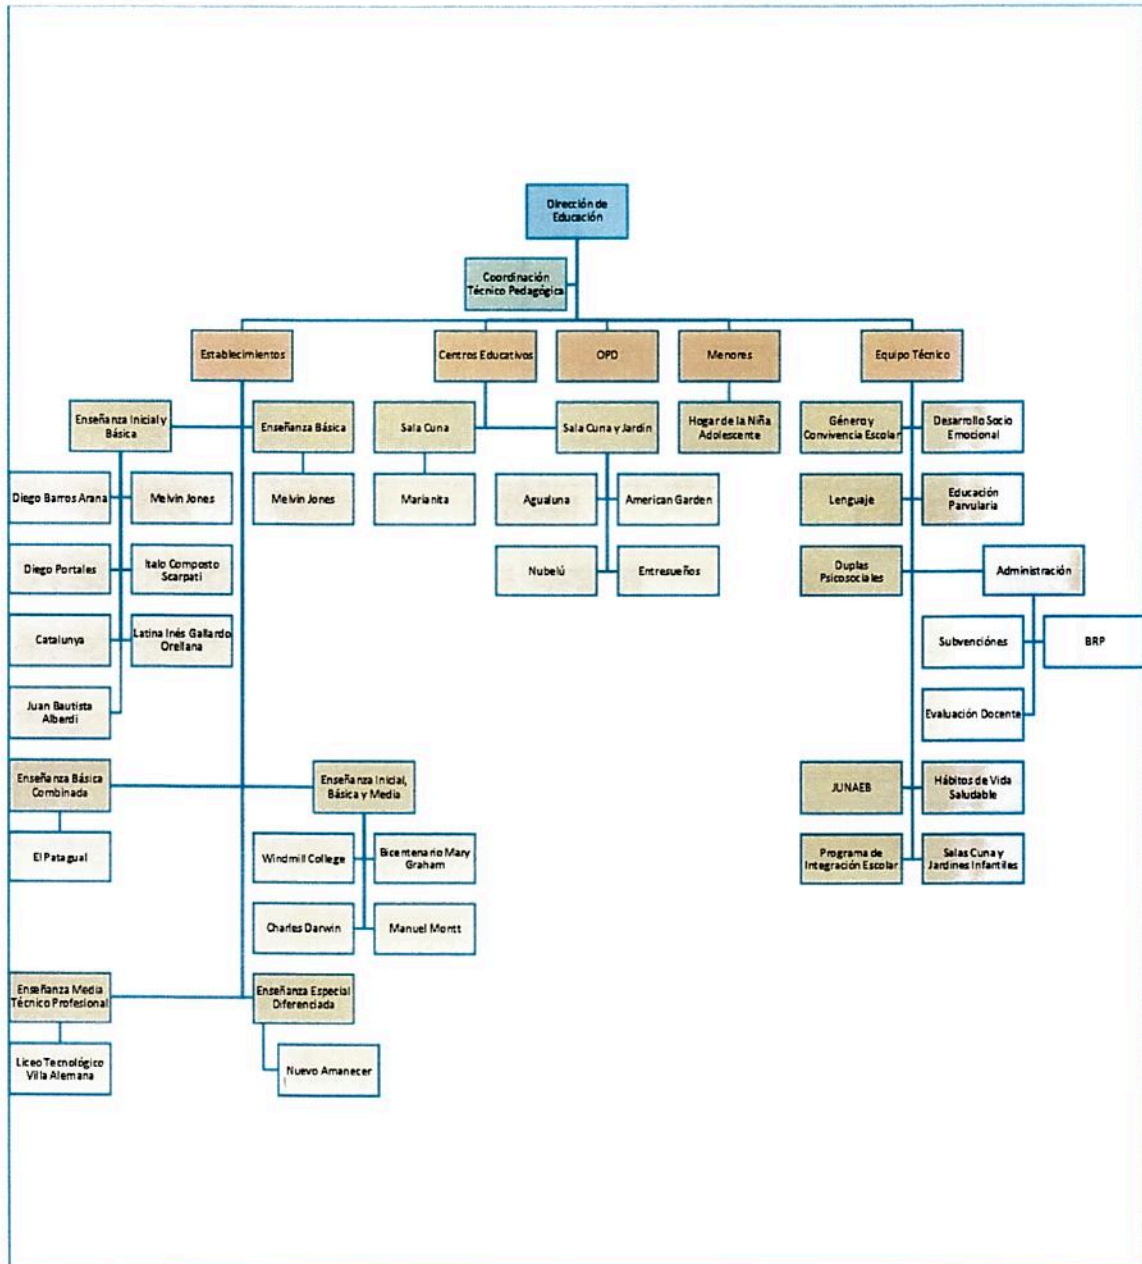 Dirección de
Educación
Coordinación
Técnico Pedagógica
Establecimientos
Centros Educativos
OPD
Menores
Equipo Técnico
Enseñanza Inicial y
Básica
Enseñanza Básica
Sala Cuna
Sala Cuna y Jardín
Hogar de la Niña
Adolescente
Género y
Convivencia Escolar
Desarrollo Socio
Emocional
Diego Barros Arana
Melvin Jones
Melvin Jones
Marianita
Agualuna
American Garden
Lenguaje
Educación
Parvularia
Diego Portales
Italo Composto
Scarpati
Nubelú
Entresueños
Duplas
Psicosociales
Administración
Catalunya
Latina Inés Gallardo
Orellana
Subvenciónes
BRP
Juan Bautista
Alberdi
Evaluación Docente
Enseñanza Básica
Combinada
Enseñanza Inicial,
Básica y Media
JUNAEB
Hábitos de Vida
Saludable
El Patagual
Windmill College
Bicentenario Mary
Graham
Programa de
Integración Escolar
Salas Cuna y
Jardines Infantiles
Charles Darwin
Manuel Montt
Enseñanza Media
Técnico Profesional
Enseñanza Especial
Diferenciada
Liceo Tecnológico
Villa Alemana
Nuevo Amanecer